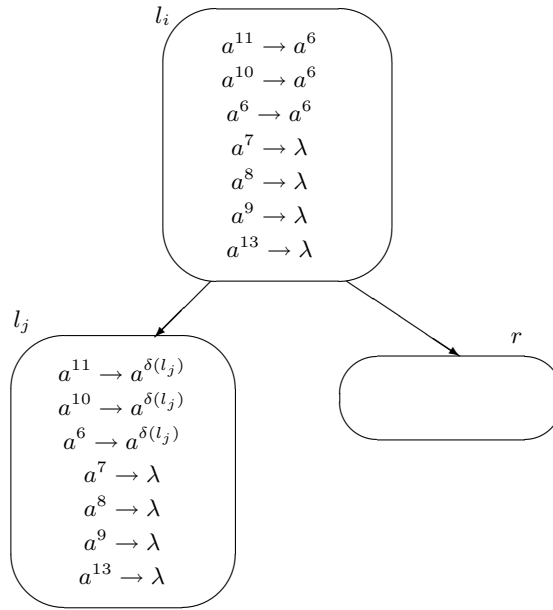 l_i
a^{11} → a^6
a^{10} → a^6
a^6 → a^6
a^7 → λ
a^8 → λ
a^9 → λ
a^{13} → λ
l_j
r
a^{11} → a^{δ(l_j)}
a^{10} → a^{δ(l_j)}
a^6 → a^{δ(l_j)}
a^7 → λ
a^8 → λ
a^9 → λ
a^{13} → λ